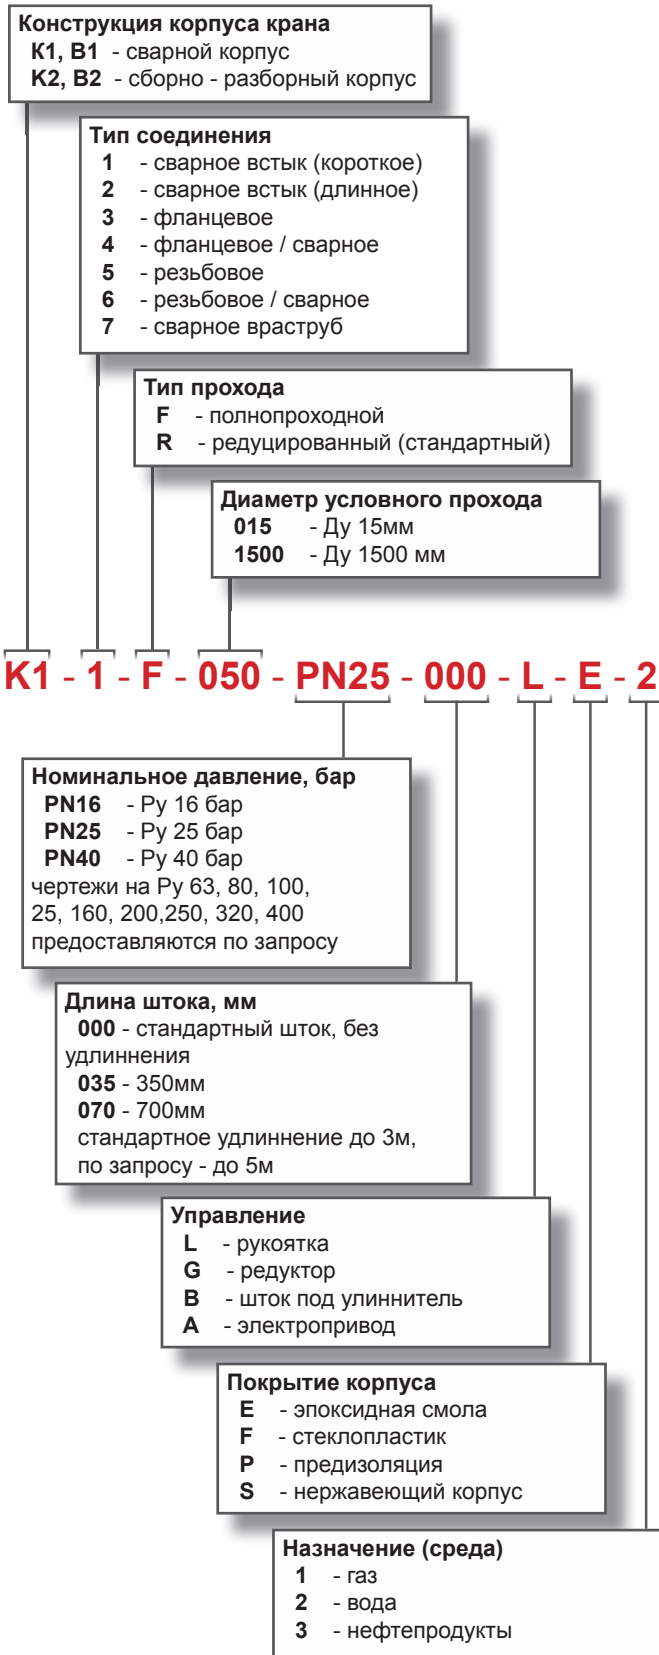 Конструкция корпуса крана
К1, В1 - сварной корпус
К2, В2 - сборно - разборный корпус
Тип соединения
1 - сварное встык (короткое)
2 - сварное встык (длинное)
3 - фланцевое
4 - фланцевое / сварное
5 - резьбовое
6 - резьбовое / сварное
7 - сварное враструб
Тип прохода
F - полнопроходной
R - редуцированный (стандартный)
Диаметр условного прохода
015 - Ду 15мм
1500 - Ду 1500 мм
K1 - 1 - F - 050 - PN25 - 000 - L - E - 2
Номинальное давление, бар
PN16 - Ру 16 бар
PN25 - Ру 25 бар
PN40 - Ру 40 бар
чертежи на Ру 63, 80, 100,
25, 160, 200,250, 320, 400
предоставляются по запросу
Длина штока, мм
000 - стандартный шток, без
удлиннения
035 - 350мм
070 - 700мм
стандартное удлиннение до 3м,
по запросу - до 5м
Управление
L - рукоятка
G - редуктор
B - шток под улиннитель
A - электропривод
Покрытие корпуса
E - эпоксидная смола
F - стеклопластик
P - предизоляция
S - нержавеющий корпус
Назначение (среда)
1 - газ
2 - вода
3 - нефтепродукты